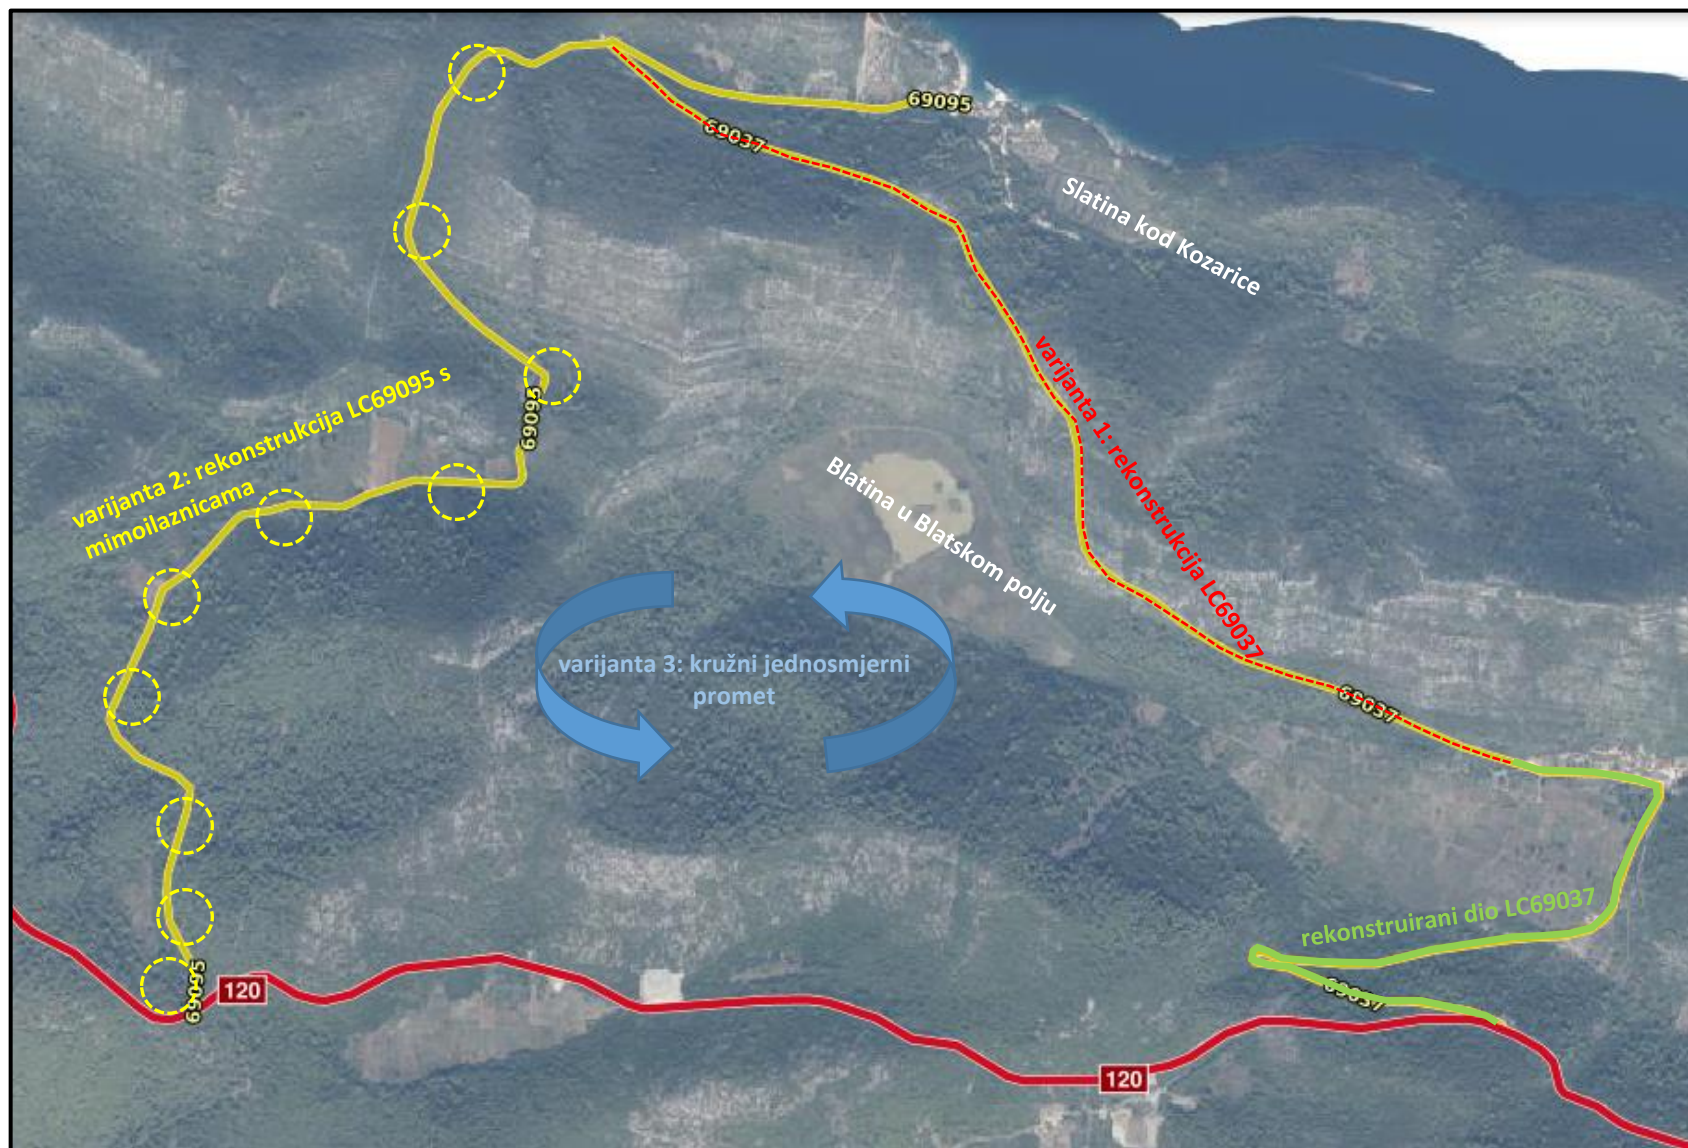 69095
69037
Slatina kod Kozarice
varijanta 1: rekonstrukcija LC69037
varijanta 2: rekonstrukcija LC69095 s
mimoilaznicama
69095
Blatina u Blatskom polju
varijanta 3: kružni jednosmjerni
promet
69037
rekonstruirani dio LC69037
69037
69095
120
120